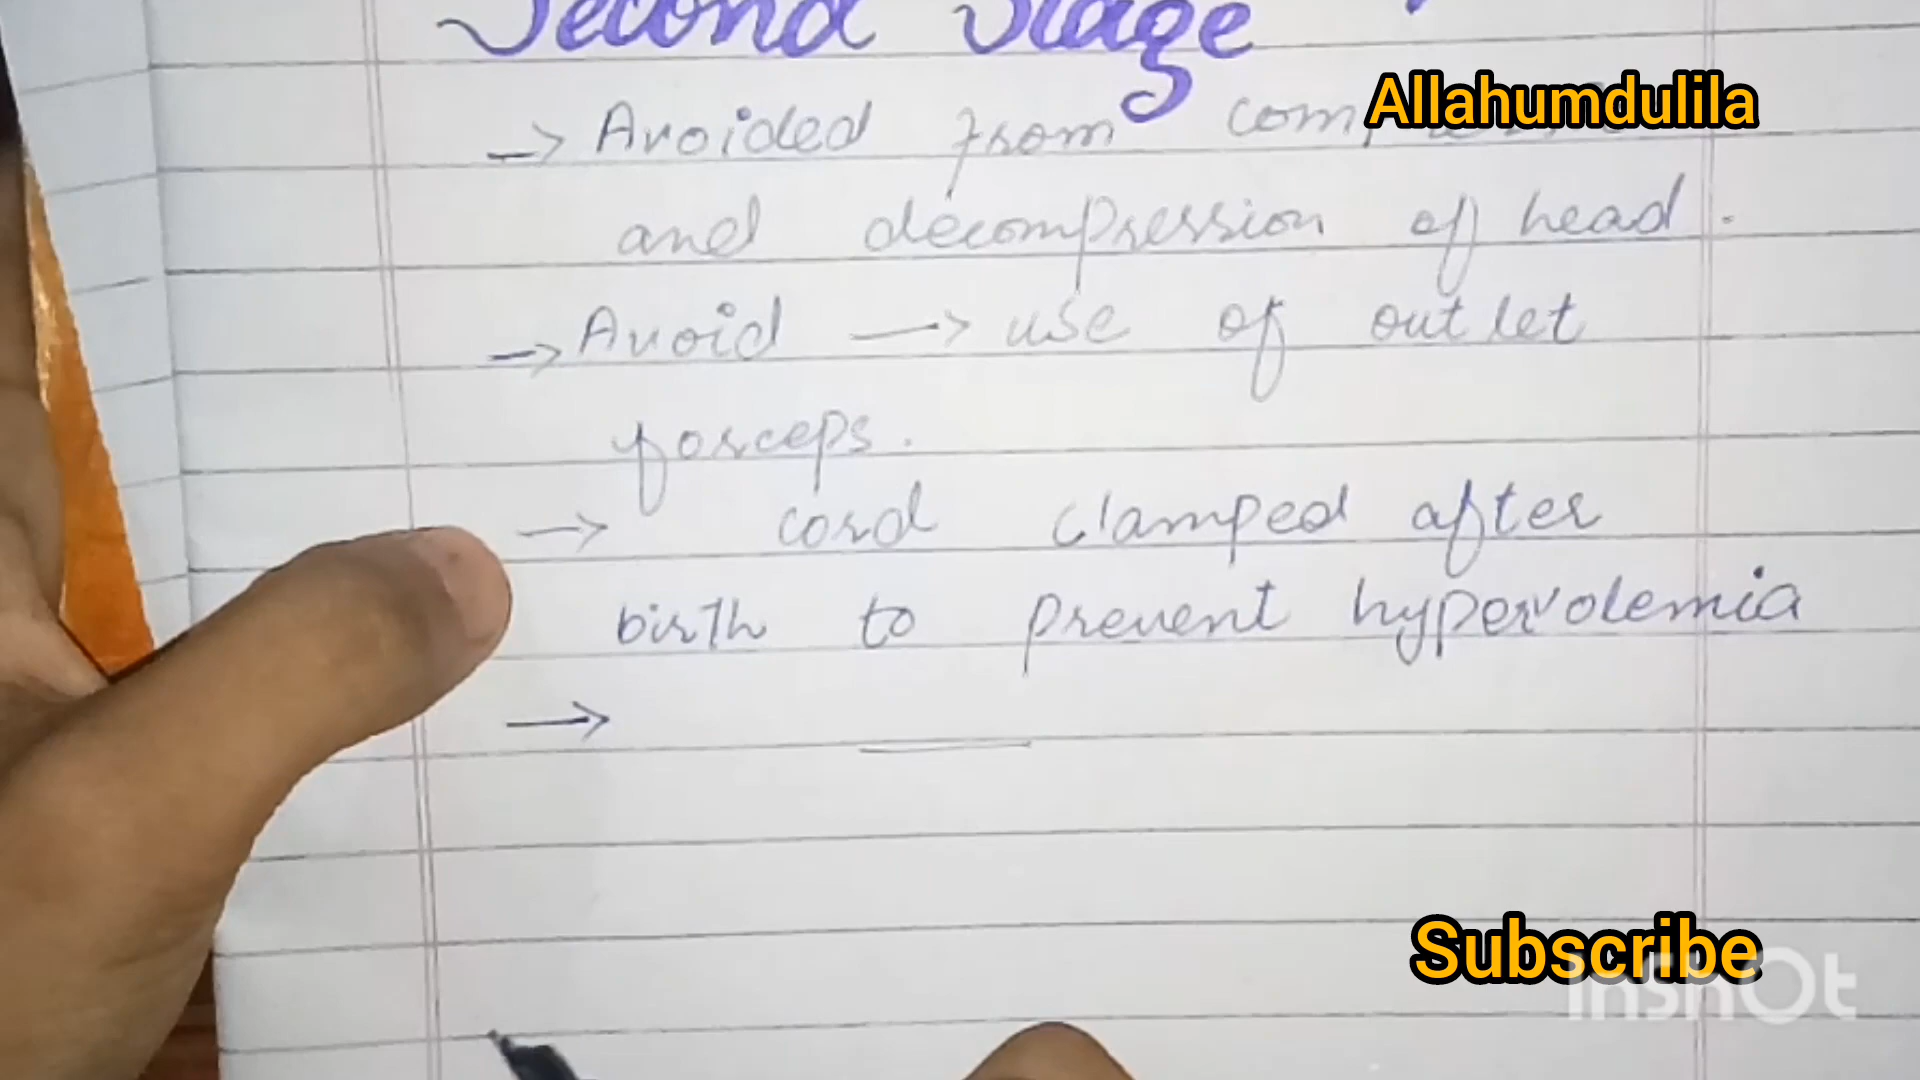 Second Stage
Allahumdulila
→ Avoided from
and decompression of head.
→ Avoid → use of outlet
forceps.
→ cord clamped after
birth to prevent hypervolemia
→
Subscribe
InShOt